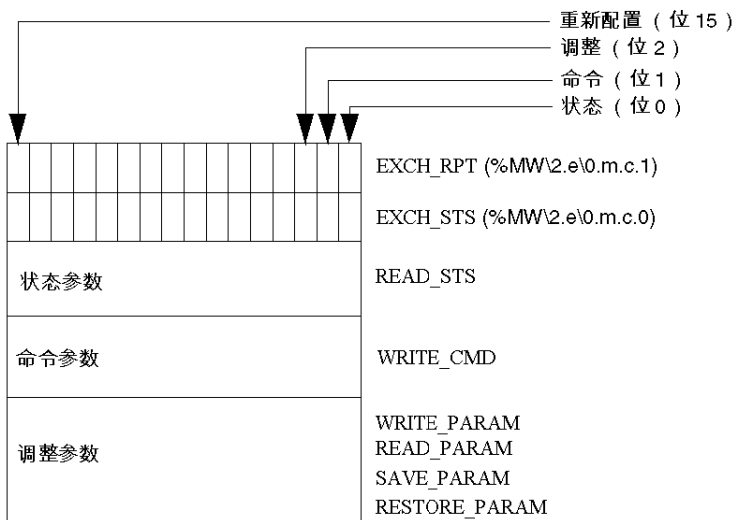 重新配置 ( 位 15 )
调整 ( 位 2 )
命令 ( 位 1 )
状态 ( 位 0 )
EXCH_RPT (%MW\2.e\0.m.c.1)
EXCH_STS (%MW\2.e\0.m.c.0)
状态参数 READ_STS
命令参数 WRITE_CMD
WRITE_PARAM
调整参数 READ_PARAM
SAVE_PARAM
RESTORE_PARAM